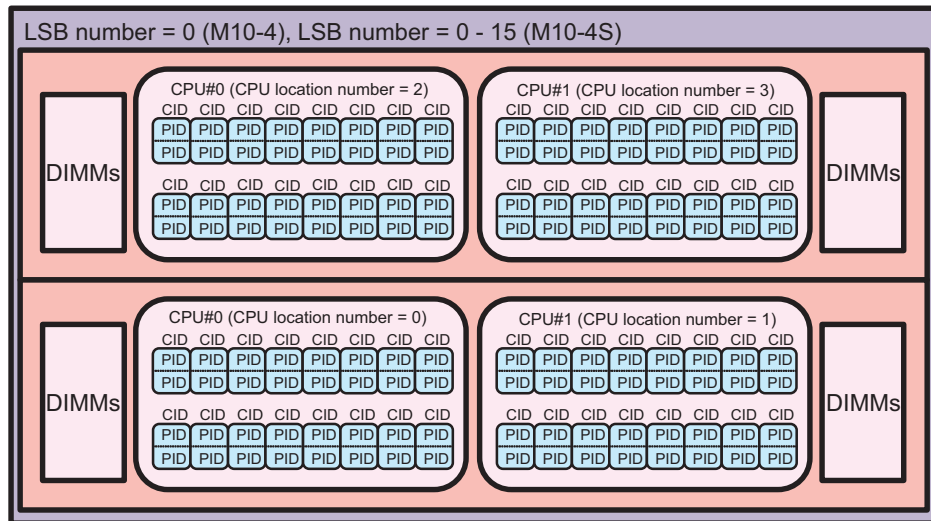 LSB number = 0 (M10-4), LSB number = 0 - 15 (M10-4S)
CPU#0 (CPU location number = 2)
CID CID CID CID CID CID CID CID
PID PID PID PID PID PID PID PID
PID PID PID PID PID PID PID PID
DIMMs
CID CID CID CID CID CID CID CID
PID PID PID PID PID PID PID PID
PID PID PID PID PID PID PID PID
CPU#1 (CPU location number = 3)
CID CID CID CID CID CID CID CID
PID PID PID PID PID PID PID PID
PID PID PID PID PID PID PID PID
DIMMs
CID CID CID CID CID CID CID CID
PID PID PID PID PID PID PID PID
PID PID PID PID PID PID PID PID
CPU#0 (CPU location number = 0)
CID CID CID CID CID CID CID CID
PID PID PID PID PID PID PID PID
PID PID PID PID PID PID PID PID
DIMMs
CID CID CID CID CID CID CID CID
PID PID PID PID PID PID PID PID
PID PID PID PID PID PID PID PID
CPU#1 (CPU location number = 1)
CID CID CID CID CID CID CID CID
PID PID PID PID PID PID PID PID
PID PID PID PID PID PID PID PID
DIMMs
CID CID CID CID CID CID CID CID
PID PID PID PID PID PID PID PID
PID PID PID PID PID PID PID PID